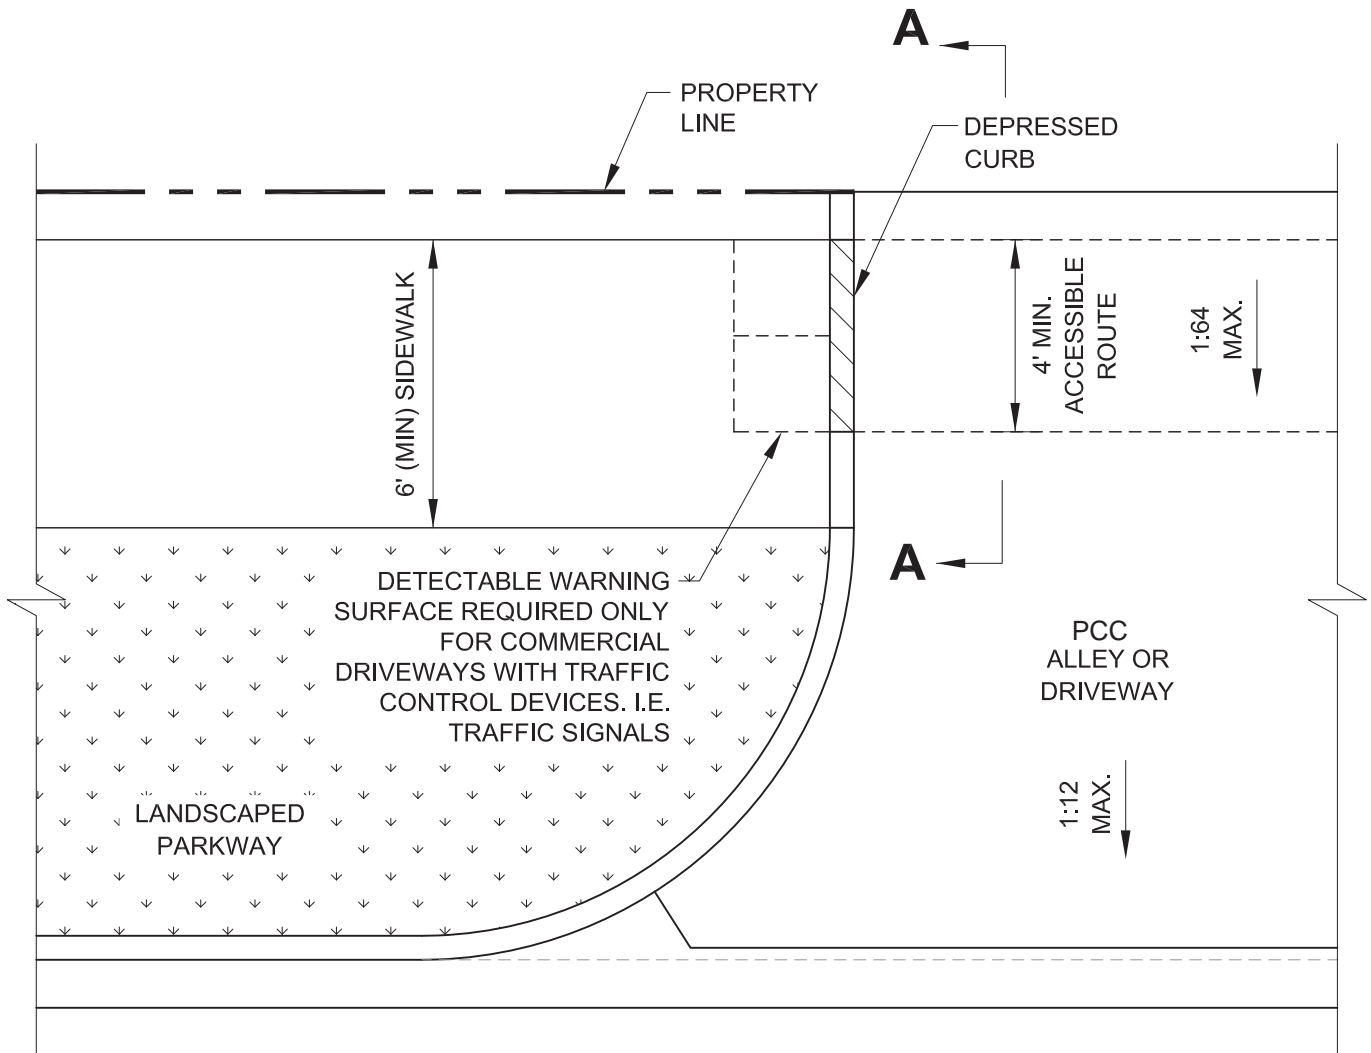 A
PROPERTY
LINE
DEPRESSED
CURB
6' (MIN) SIDEWALK
4' MIN.
ACCESSIBLE
ROUTE
1:64
MAX.
A
DETECTABLE WARNING
SURFACE REQUIRED ONLY
FOR COMMERCIAL
DRIVEWAYS WITH TRAFFIC
CONTROL DEVICES. I.E.
TRAFFIC SIGNALS
PCC
ALLEY OR
DRIVEWAY
1:12
MAX.
LANDSCAPED
PARKWAY